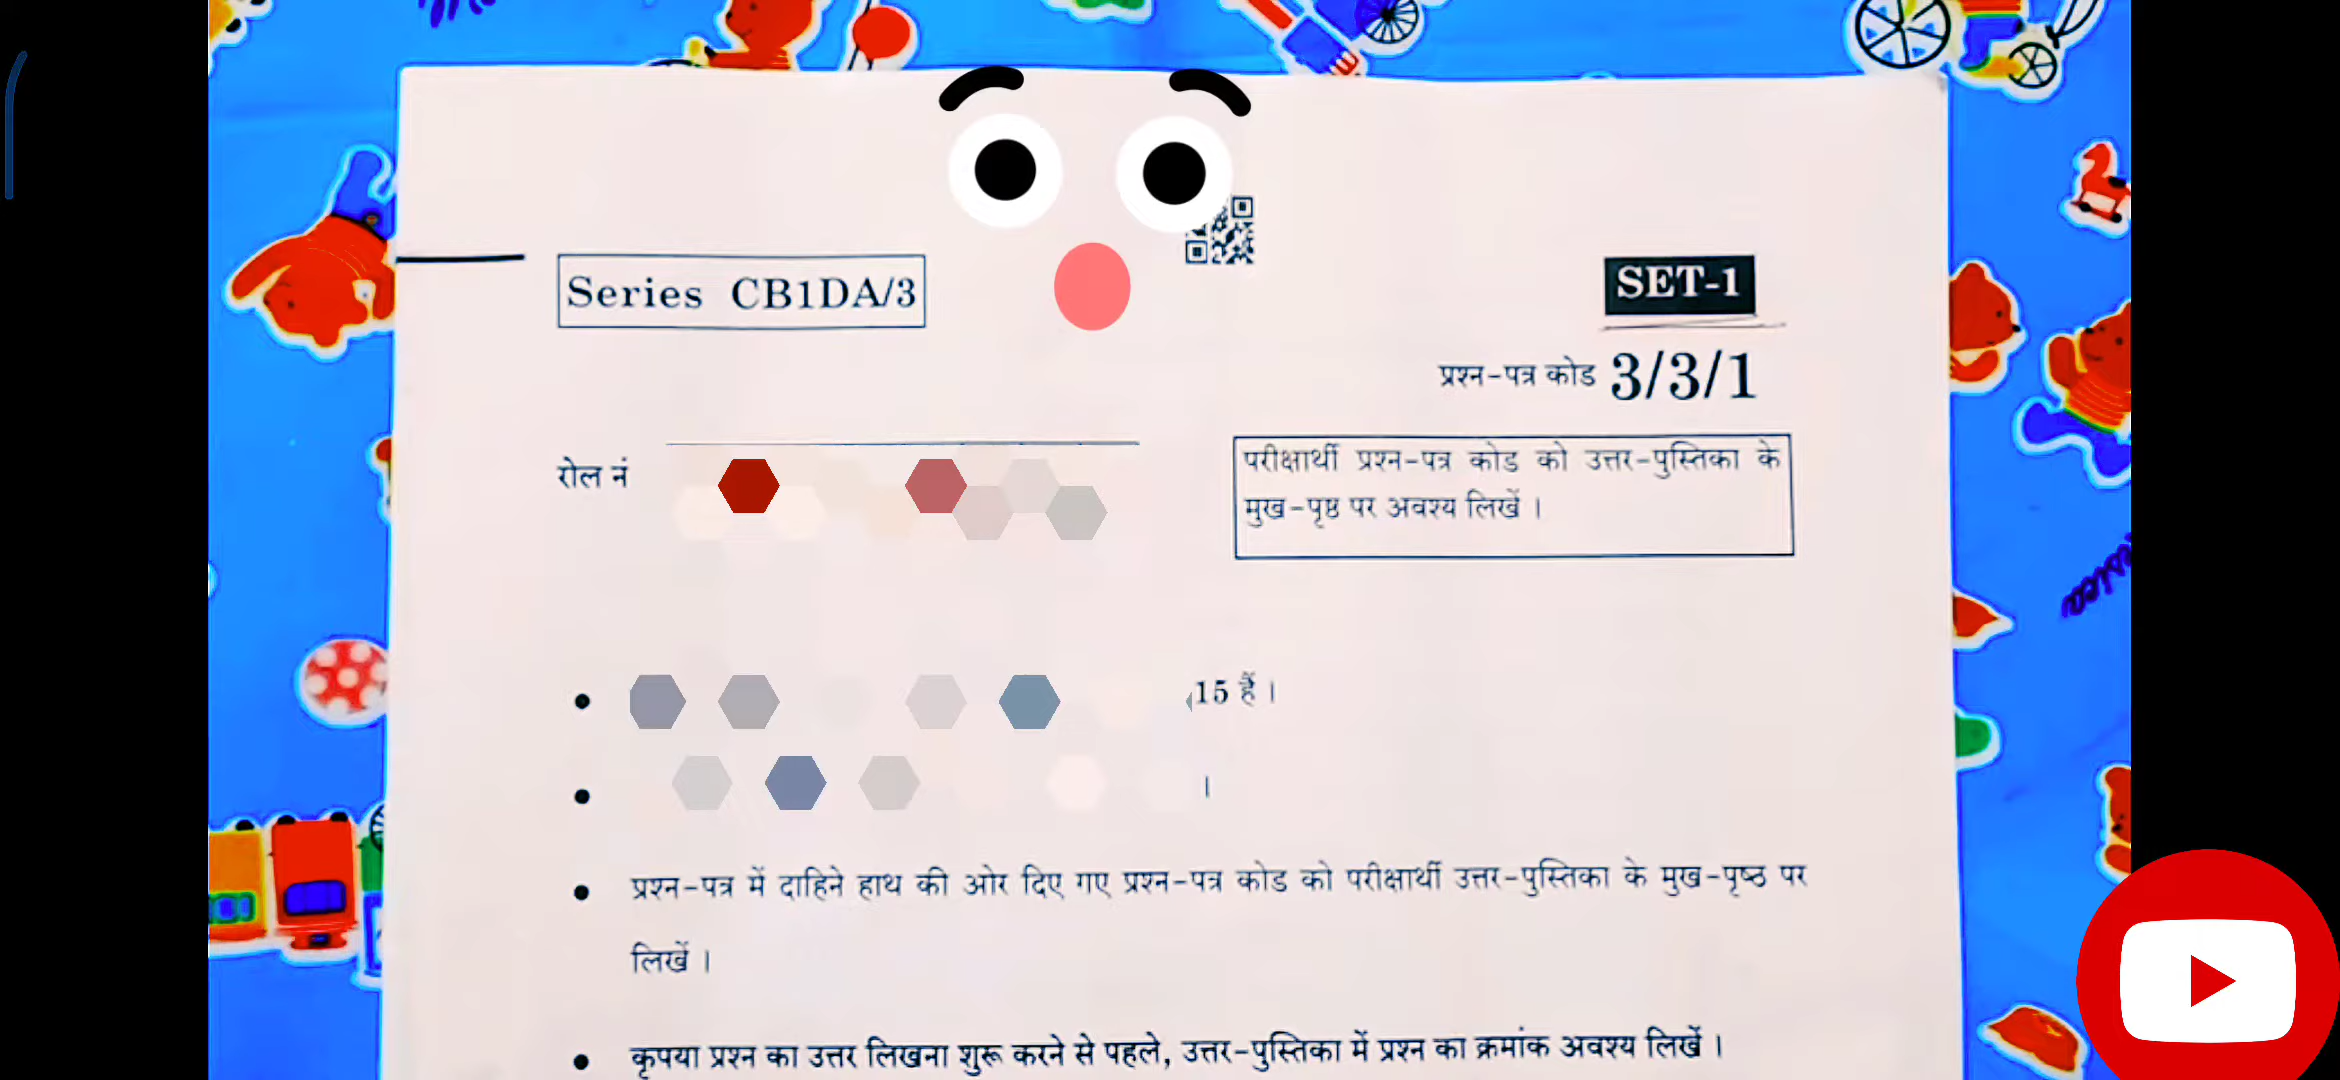 Series CB1DA/3
SET-1
प्रश्न-पत्र कोड 3/3/1
रोल नं
परीक्षार्थी प्रश्न-पत्र कोड को उत्तर-पुस्तिका के
मुख-पृष्ठ पर अवश्य लिखें ।
15 हैं ।
।
प्रश्न-पत्र में दाहिने हाथ की ओर दिए गए प्रश्न-पत्र कोड को परीक्षार्थी उत्तर-पुस्तिका के मुख-पृष्ठ पर
लिखें ।
कृपया प्रश्न का उत्तर लिखना शुरू करने से पहले, उत्तर-पुस्तिका में प्रश्न का क्रमांक अवश्य लिखें ।